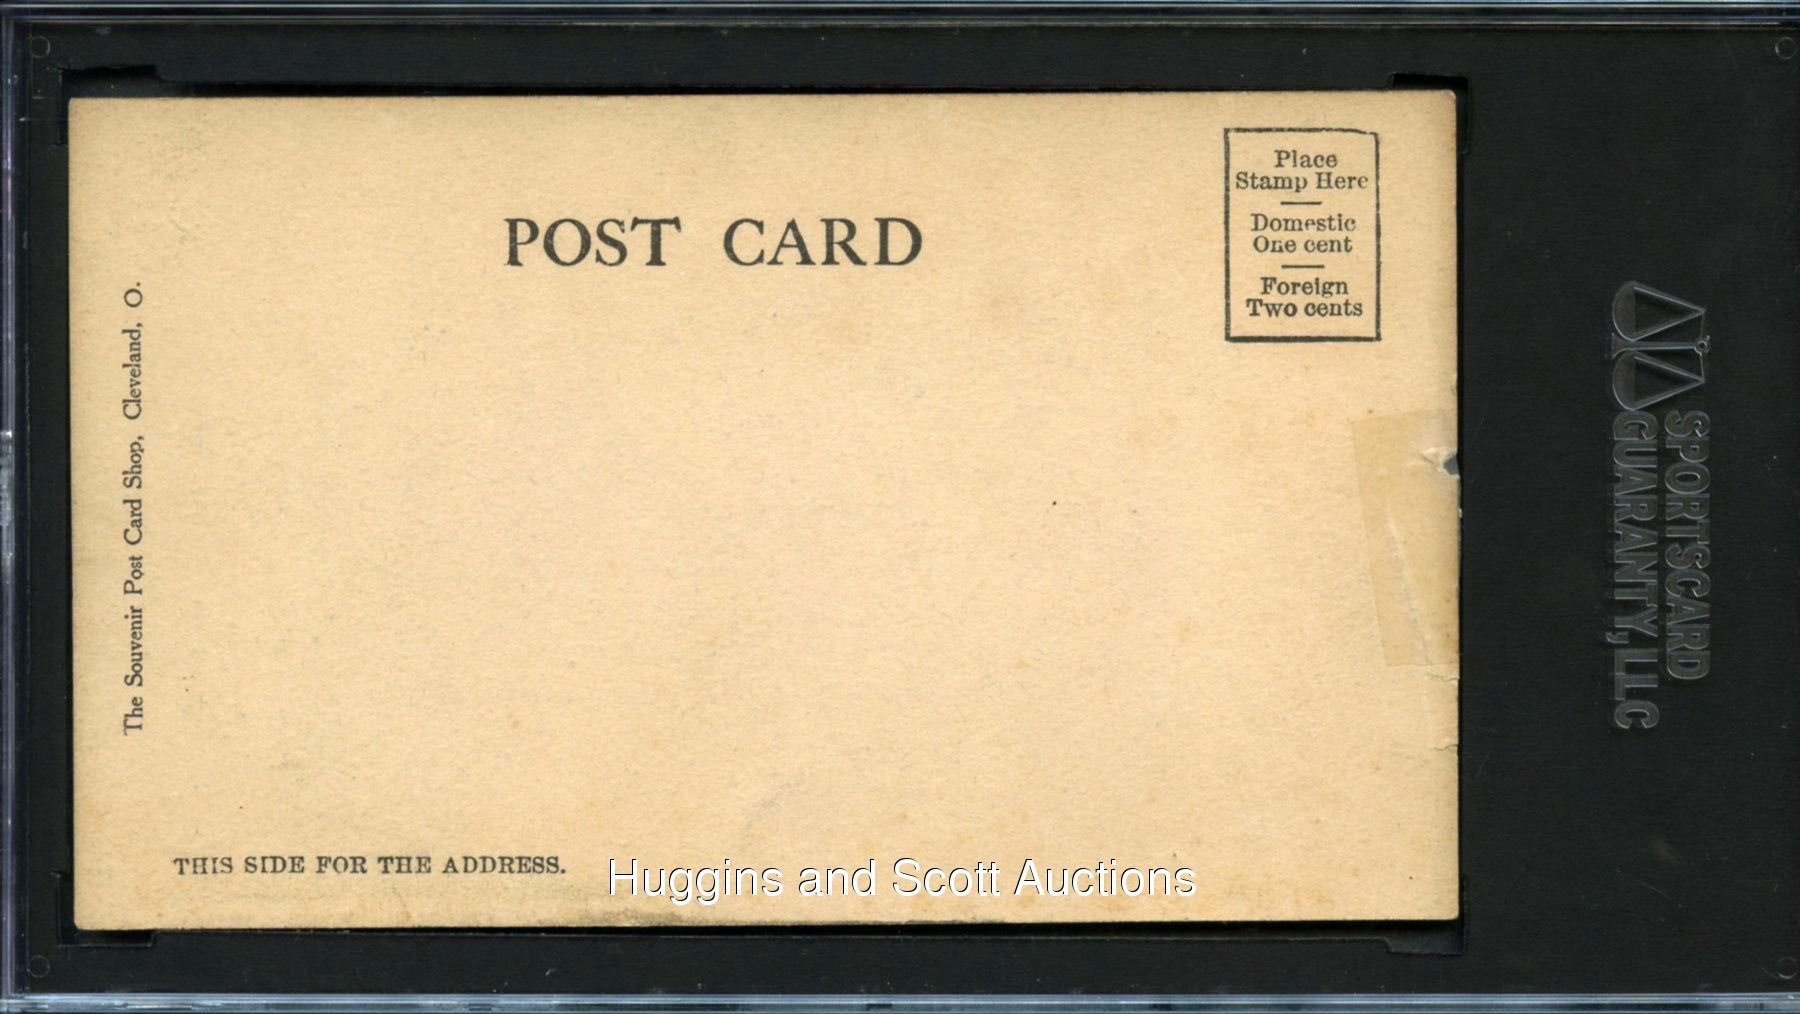 Place
Stamp Here
Domestic
One cent
Foreign
Two cents
POST CARD
The Souvenir Post Card Shop, Cleveland, O.
THIS SIDE FOR THE ADDRESS.
Huggins and Scott Auctions
SPORTSCARD
GUARANTY, LLC